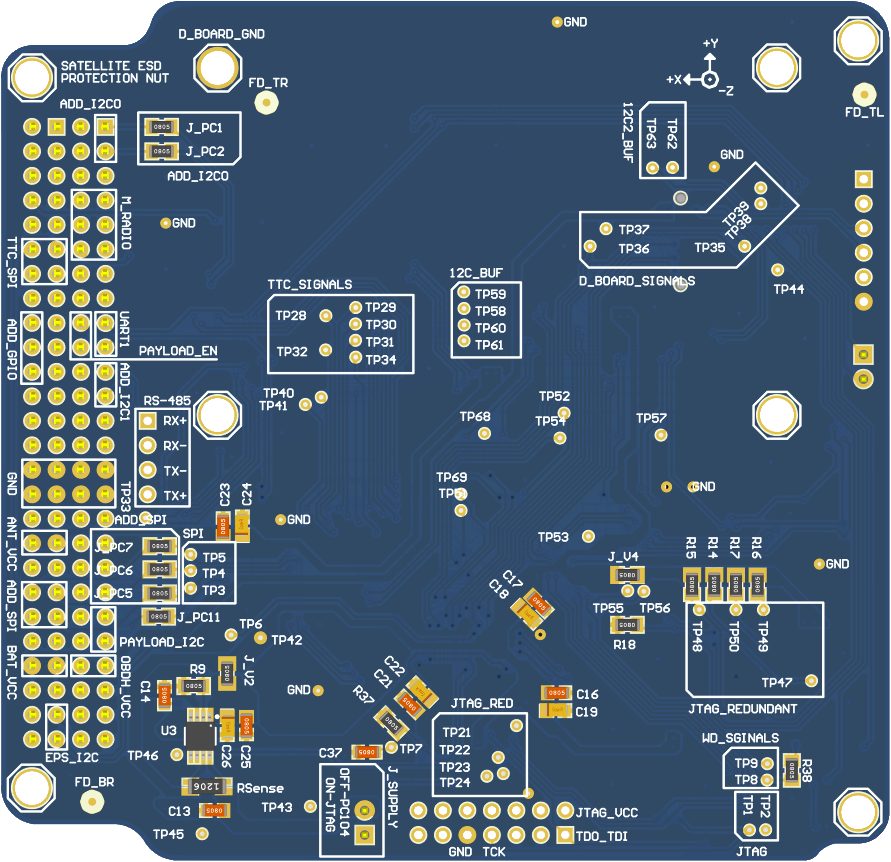 GND
D_BOARD_GND
+Y
SATELLITE ESD
PROTECTION NUT
FD_TR
+X
-Z
FD_TL
ADD_I2C0
J_PC1
J_PC2
ADD_I2C0
12C2_BUF
TP63
TP62
GND
M_RADIO
GND
TTC_SPI
TP39
TP38
TP37
TP36
TP35
D_BOARD_SIGNALS
TP44
TTC_SIGNALS
12C_BUF
TP28
TP29
TP30
TP31
TP32
TP34
TP59
TP58
TP60
TP61
ADD_GPIO
UART1
PAYLOAD_EN
ADD_I2C1
RS-485
RX+
RX-
TX-
TX+
TP40
TP41
TP52
TP54
TP68
TP57
GND
TP33
TP69
GND
C23
C24
ADD_SPI
GND
SPI
ANT_VCC
J_PC7
J_PC6
J_PC5
TP5
TP4
TP3
TP53
J_V4
R15
R14
R17
R16
GND
0805
C17
C18
TP55
TP56
R18
TP48
TP50
TP49
TP47
JTAG_REDUNDANT
ADD_SPI
J_PC11
PAYLOAD_I2C
TP6
TP42
BAT_VCC
OBDH_VCC
J_V2
R9
C14
GND
C22
C21
R37
JTAG_RED
TP21
TP22
TP23
TP24
C16
C19
U3
C26
C25
TP46
EPS_I2C
C37
TP7
WD_SGINALS
TP9
TP8
R38
FD_BR
1206
RSense
C13
TP45
TP43
OFF-PC104
ON-JTAG
J_SUPPLY
JTAG_VCC
TDO_TDI
GND
TCK
TP1
TP2
JTAG